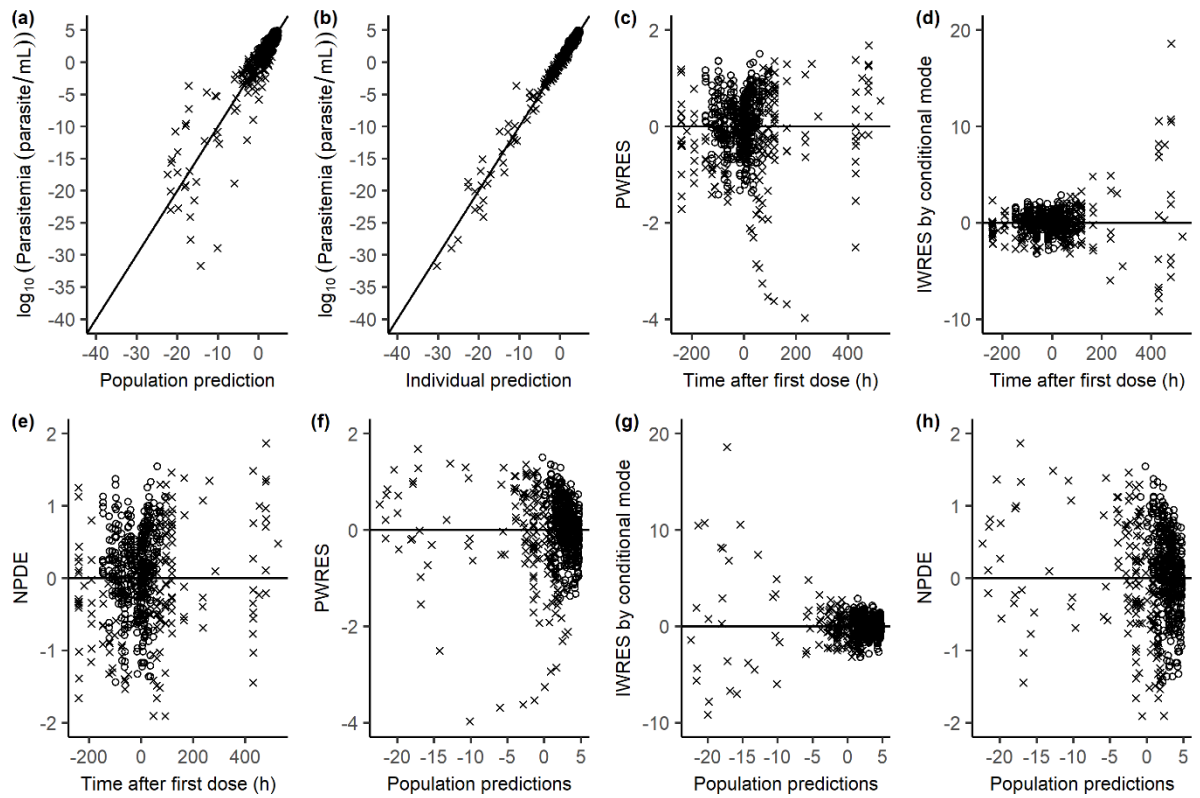 (a)
log₁₀(Parasitemia (parasite/mL))
5
0
-5
-10
-15
-20
-25
-30
-35
-40
-40 -30 -20 -10 0
Population prediction
(b)
log₁₀(Parasitemia (parasite/mL))
5
0
-5
-10
-15
-20
-25
-30
-35
-40
-40 -30 -20 -10 0
Individual prediction
(c)
PWRES
2
0
-2
-4
-200 0 200 400
Time after first dose (h)
(d)
IWRES by conditional mode
20
10
0
-10
-200 0 200 400
Time after first dose (h)
(e)
NPDE
2
1
0
-1
-2
-200 0 200 400
Time after first dose (h)
(f)
PWRES
2
0
-2
-4
-20 -15 -10 -5 0 5
Population predictions
(g)
IWRES by conditional mode
20
10
0
-10
-20 -15 -10 -5 0 5
Population predictions
(h)
NPDE
2
1
0
-1
-2
-20 -15 -10 -5 0 5
Population predictions